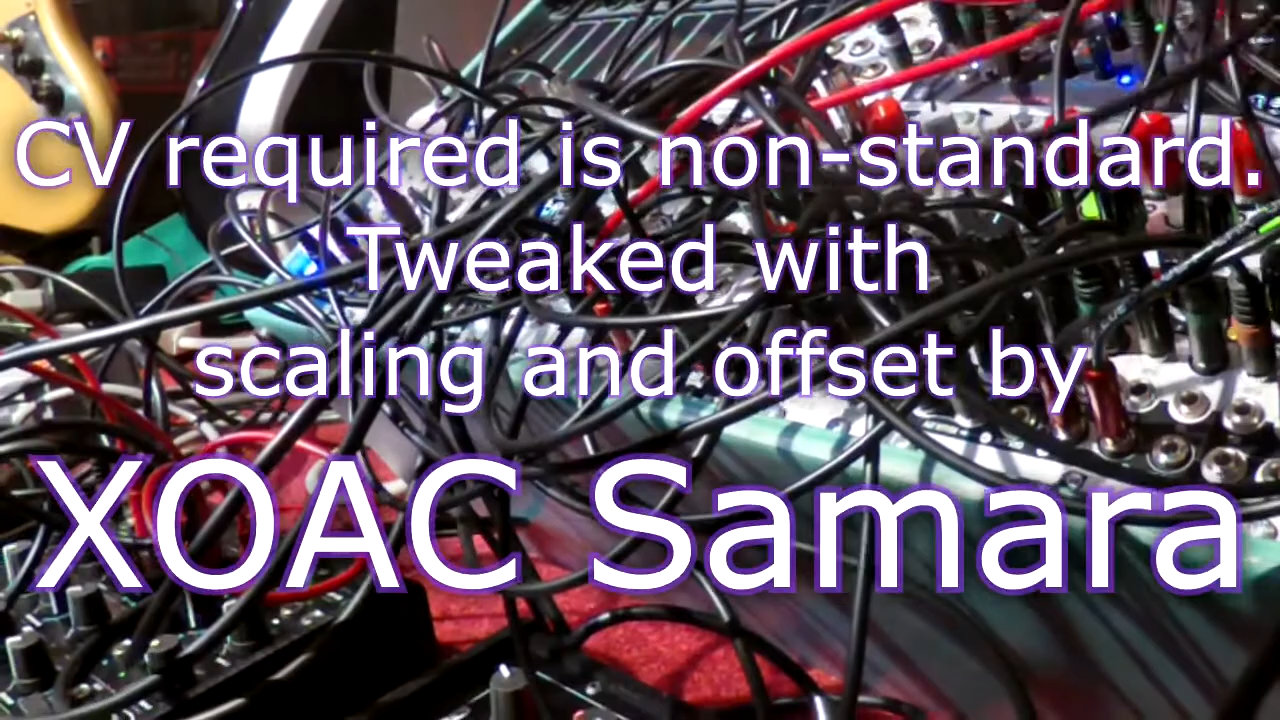 CV required is non-standard.
Tweaked with
scaling and offset by
XOAC Samara